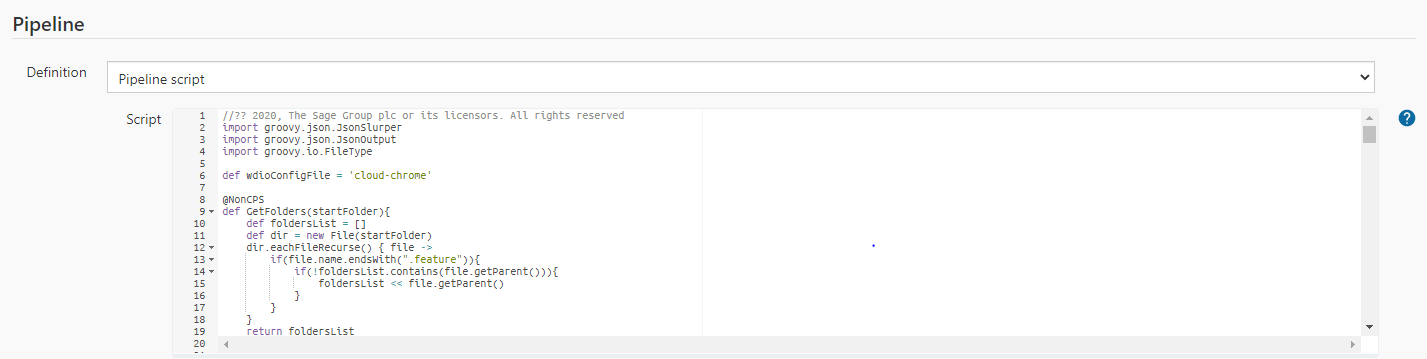 Pipeline
Definition
Pipeline script
Script
1 //?? 2020, The Sage Group plc or its licensors. All rights reserved
2 import groovy.json.JsonSlurper
3 import groovy.json.JsonOutput
4 import groovy.io.FileType
5
6 def wdioConfigFile = 'cloud-chrome'
7
8 @NonCPS
9 def GetFolders(startFolder){
10     def foldersList = []
11     def dir = new File(startFolder)
12     dir.eachFileRecurse() { file ->
13         if(file.name.endsWith(".feature")){
14             if(!foldersList.contains(file.getParent())){
15                 foldersList << file.getParent()
16             }
17         }
18     }
19     return foldersList
20
?